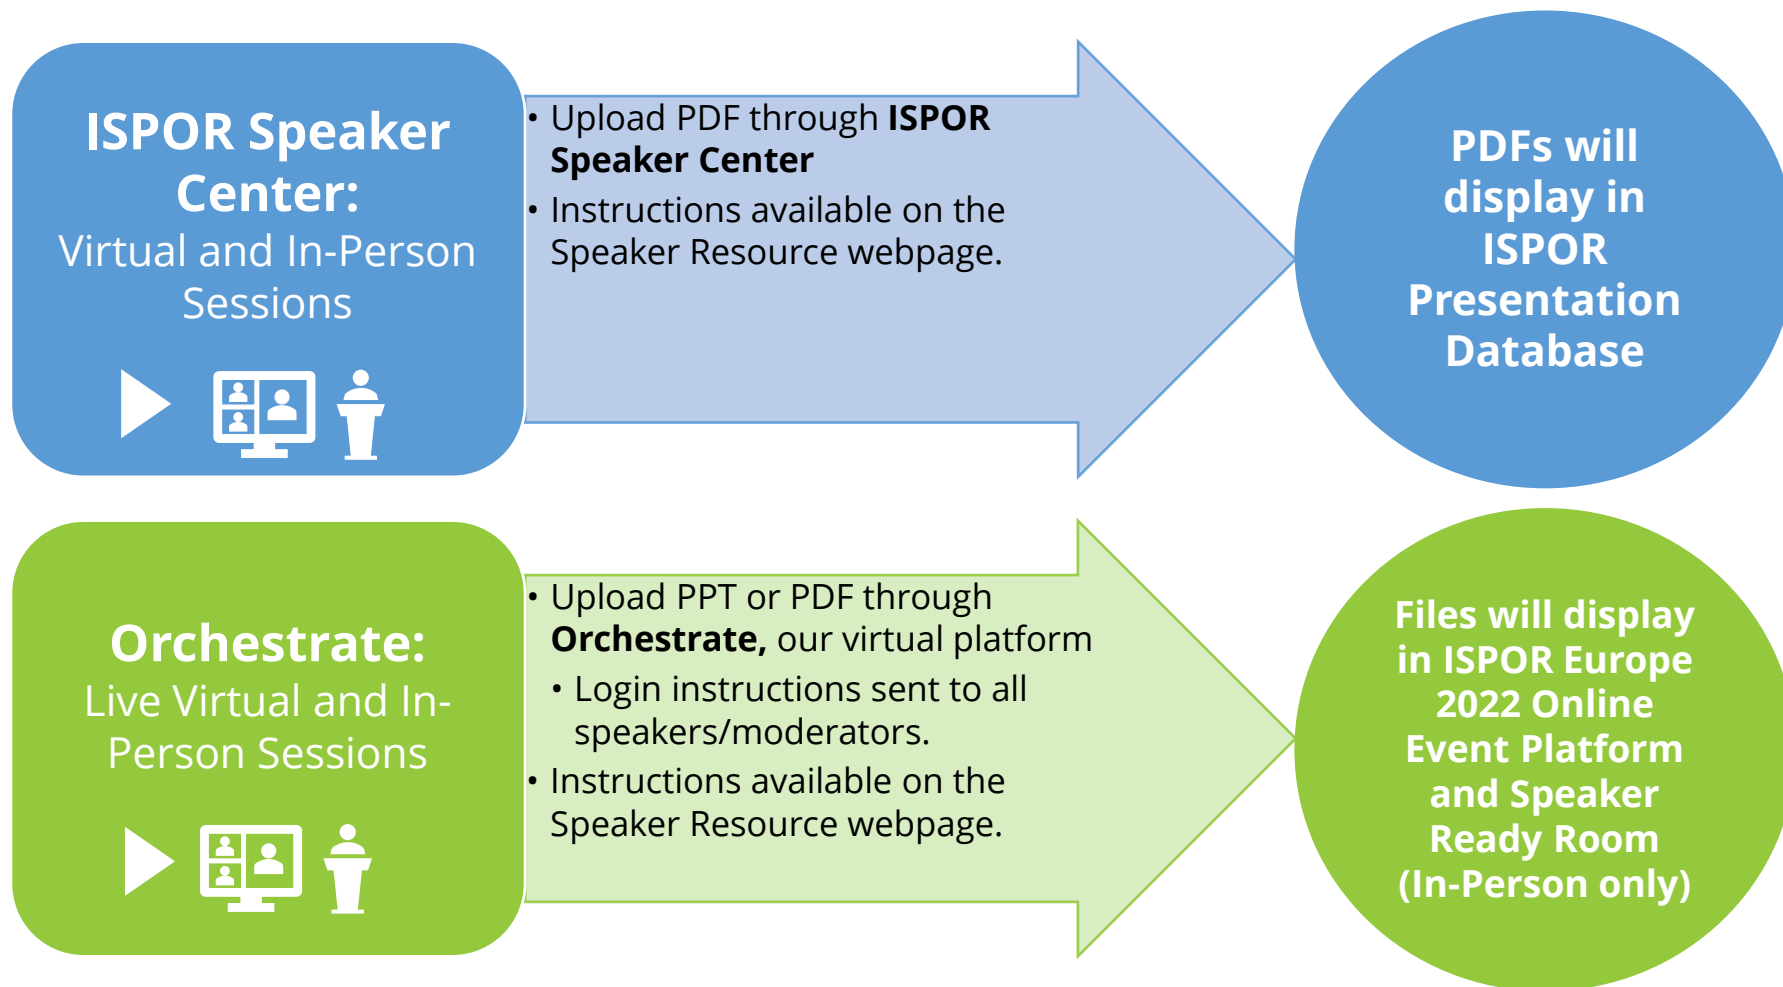 ISPOR Speaker
Center:
Virtual and In-Person
Sessions
• Upload PDF through ISPOR
Speaker Center
• Instructions available on the
Speaker Resource webpage.
PDFs will
display in
ISPOR
Presentation
Database
Orchestrate:
Live Virtual and In-
Person Sessions
• Upload PPT or PDF through
Orchestrate, our virtual platform
• Login instructions sent to all
speakers/moderators.
• Instructions available on the
Speaker Resource webpage.
Files will display
in ISPOR Europe
2022 Online
Event Platform
and Speaker
Ready Room
(In-Person only)